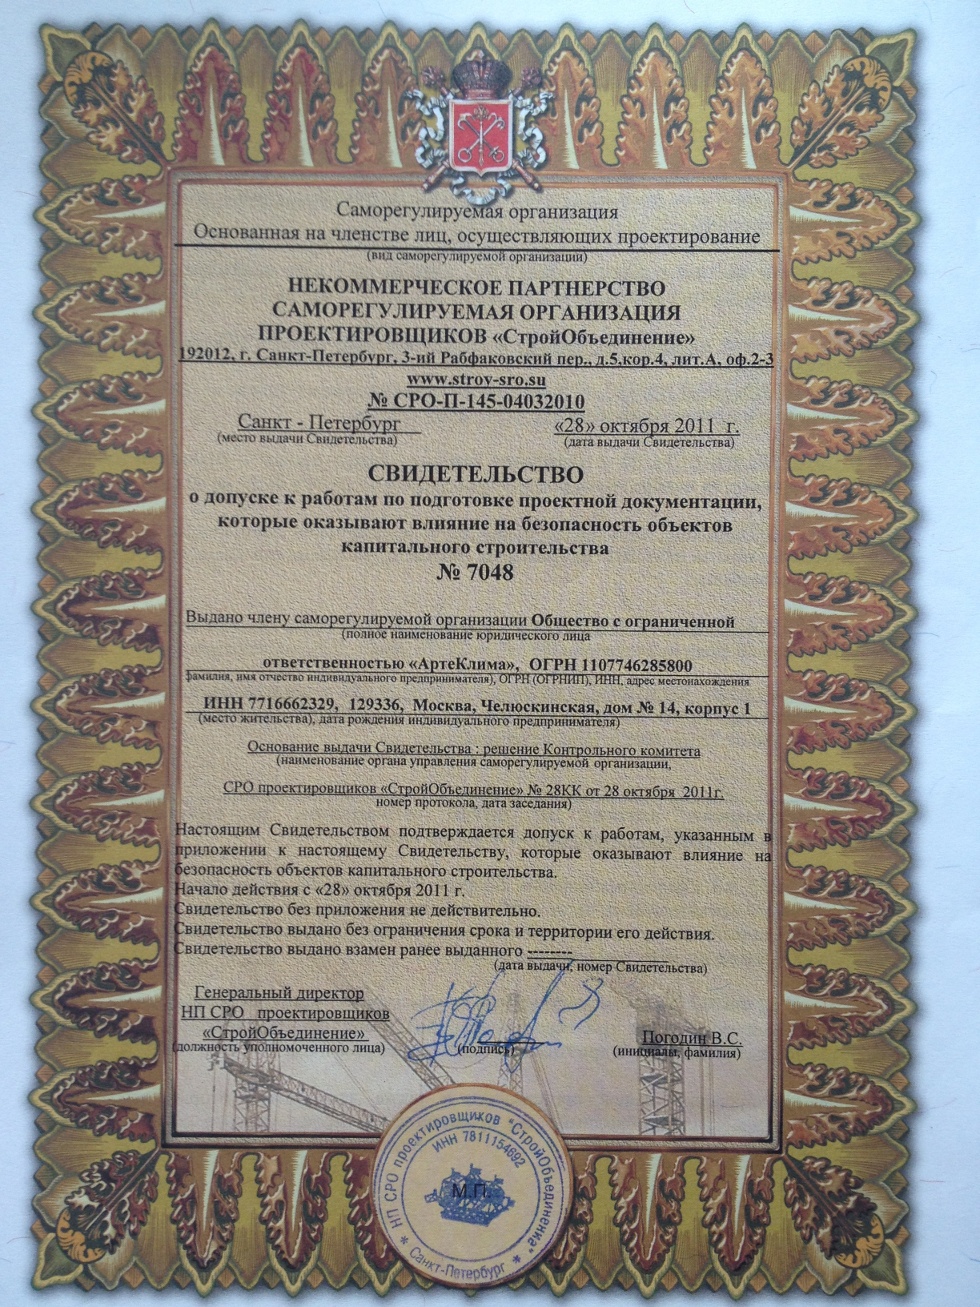 Саморегулируемая организация
Основанная на членстве лиц, осуществляющих проектирование
(вид саморегулируемой организации)
НЕКОММЕРЧЕСКОЕ ПАРТНЕРСТВО
САМОРЕГУЛИРУЕМАЯ ОРГАНИЗАЦИЯ
ПРОЕКТИРОВЩИКОВ «СтройОбъединение»
192012, г. Санкт-Петербург, 3-ий Рабфаковский пер., д.5,кор.4, лит.А, оф.2-3
www.stroy-sro.su
№ СРО-П-145-04032010
Санкт - Петербург «28» октября 2011 г.
(место выдачи Свидетельства) (дата выдачи Свидетельства)
СВИДЕТЕЛЬСТВО
о допуске к работам по подготовке проектной документации,
которые оказывают влияние на безопасность объектов
капитального строительства
№ 7048
Выдано члену саморегулируемой организации Общество с ограниченной
(полное наименование юридического лица
ответственностью «АртеКлима», ОГРН 1107746285800
фамилия, имя отчество индивидуального предпринимателя), ОГРН (ОГРНИП), ИНН, адрес местонахождения
ИНН 7716662329, 129336, Москва, Челюскинская, дом № 14, корпус 1
(место жительства), дата рождения индивидуального предпринимателя)
Основание выдачи Свидетельства : решение Контрольного комитета
(наименование органа управления саморегулируемой организации,
СРО проектировщиков «СтройОбъединение» № 28КК от 28 октября 2011г.
номер протокола, дата заседания)
Настоящим Свидетельством подтверждается допуск к работам, указанным в
приложении к настоящему Свидетельству, которые оказывают влияние на
безопасность объектов капитального строительства.
Начало действия с «28» октября 2011 г.
Свидетельство без приложения не действительно.
Свидетельство выдано без ограничения срока и территории его действия.
Свидетельство выдано взамен ранее выданного --------
(дата выдачи, номер Свидетельства)
Генеральный директор
НП СРО проектировщиков
«СтройОбъединение» Погодин В.С.
(должность уполномоченного лица) (подпись) (инициалы, фамилия)
НП СРО проектировщиков "СтройОбъединение"
ИНН 7811154692
М.П.
* Санкт-Петербург *